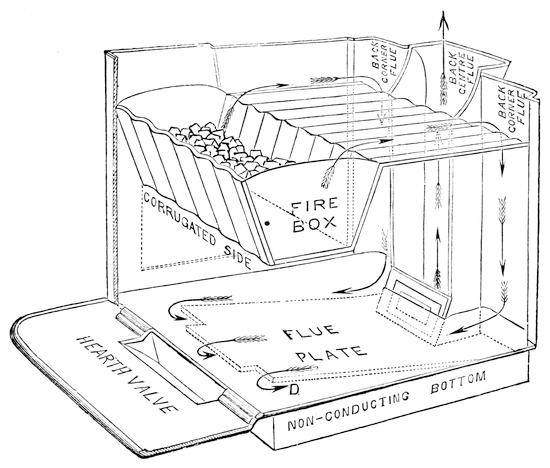 BACK
CORNER
FLUE
BACK
CENTRE
FLUE
BACK
CORNER
FLUE
FIRE
BOX
CORRUGATED SIDE
FLUE
PLATE
HEARTH VALVE
D
NON-CONDUCTING BOTTOM